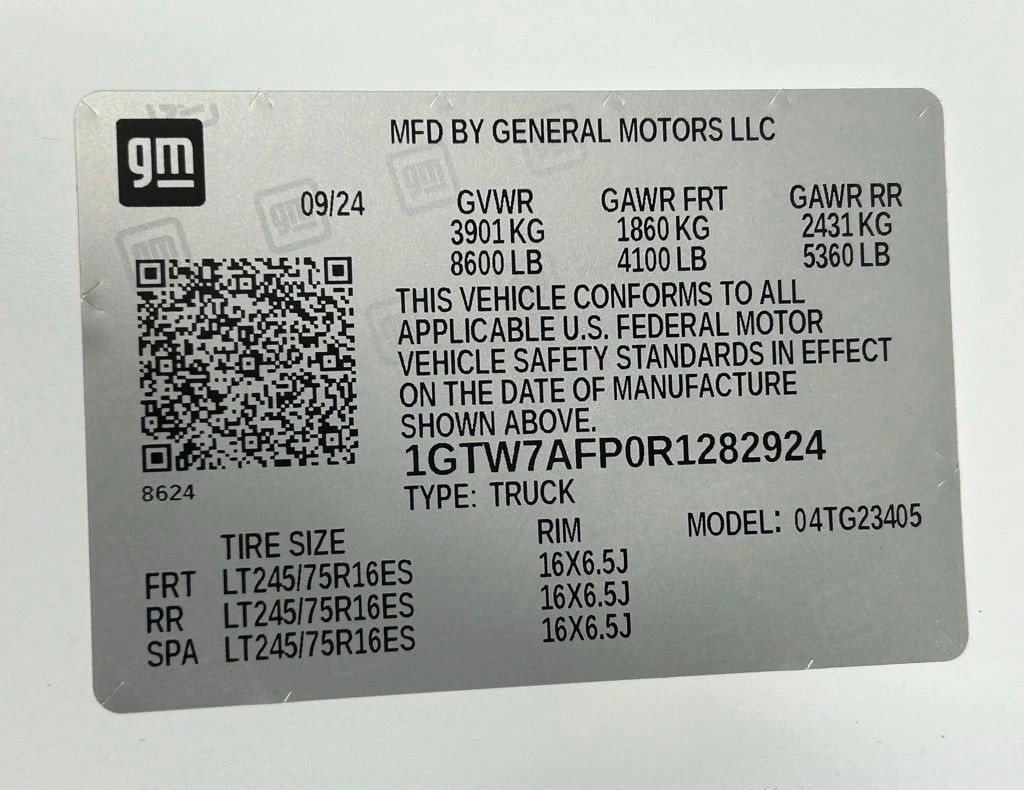 gm
MFD BY GENERAL MOTORS LLC
09/24
GVWR GAWR FRT GAWR RR
3901 KG 1860 KG 2431 KG
8600 LB 4100 LB 5360 LB
THIS VEHICLE CONFORMS TO ALL
APPLICABLE U.S. FEDERAL MOTOR
VEHICLE SAFETY STANDARDS IN EFFECT
ON THE DATE OF MANUFACTURE
SHOWN ABOVE.
1GTW7AFP0R1282924
8624
TYPE: TRUCK
MODEL: 04TG23405
TIRE SIZE RIM
FRT LT245/75R16ES 16X6.5J
RR LT245/75R16ES 16X6.5J
SPA LT245/75R16ES 16X6.5J